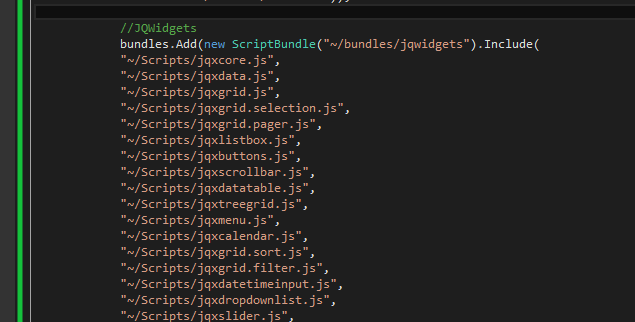 //JQWidgets
bundles.Add(new ScriptBundle("~/bundles/jqwidgets").Include(
"~/Scripts/jqxcore.js",
"~/Scripts/jqxdata.js",
"~/Scripts/jqxgrid.js",
"~/Scripts/jqxgrid.selection.js",
"~/Scripts/jqxgrid.pager.js",
"~/Scripts/jqxlistbox.js",
"~/Scripts/jqxbuttons.js",
"~/Scripts/jqxscrollbar.js",
"~/Scripts/jqxdatatable.js",
"~/Scripts/jqxtreegrid.js",
"~/Scripts/jqxmenu.js",
"~/Scripts/jqxcalendar.js",
"~/Scripts/jqxgrid.sort.js",
"~/Scripts/jqxgrid.filter.js",
"~/Scripts/jqxdatetimeinput.js",
"~/Scripts/jqxdropdownlist.js",
"~/Scripts/jqxslider.js",